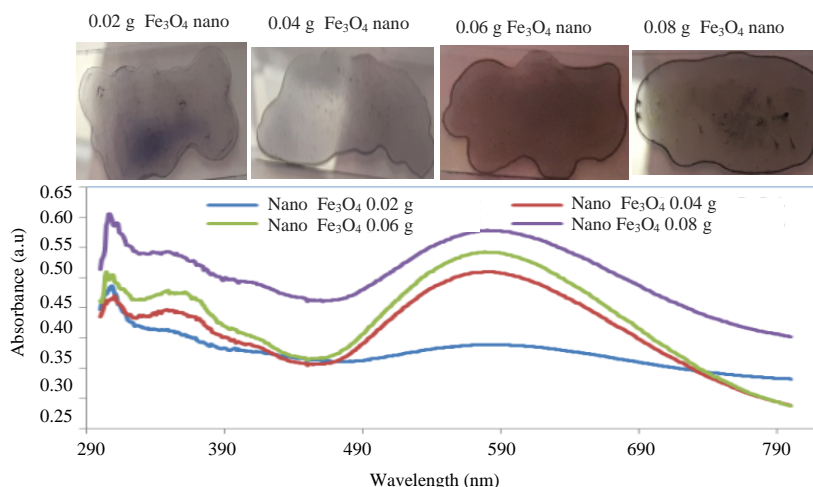 0.02 g Fe₃O₄ nano 0.04 g Fe₃O₄ nano 0.06 g Fe₃O₄ nano 0.08 g Fe₃O₄ nano
0.65
0.60
0.55
0.50
0.45
0.40
0.35
0.30
0.25
Absorbance (a.u)
Nano Fe₃O₄ 0.02 g Nano Fe₃O₄ 0.04 g
Nano Fe₃O₄ 0.06 g Nano Fe₃O₄ 0.08 g
290 390 490 590 690 790
Wavelength (nm)